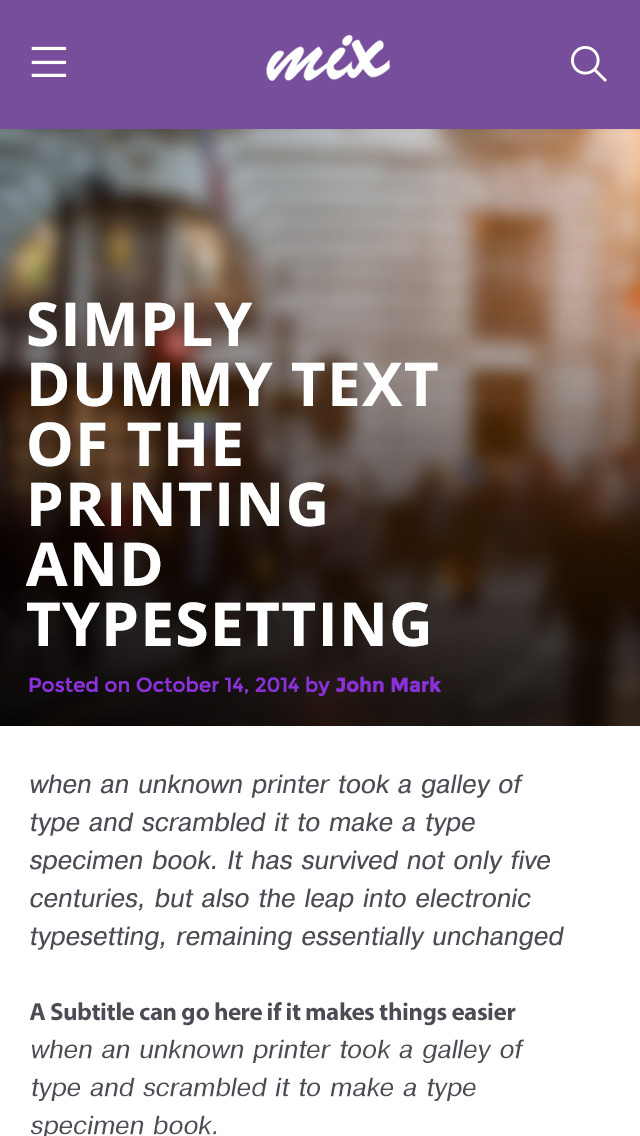 mix
SIMPLY
DUMMY TEXT
OF THE
PRINTING
AND
TYPESETTING
Posted on October 14, 2014 by John Mark
when an unknown printer took a galley of
type and scrambled it to make a type
specimen book. It has survived not only five
centuries, but also the leap into electronic
typesetting, remaining essentially unchanged
A Subtitle can go here if it makes things easier
when an unknown printer took a galley of
type and scrambled it to make a type
specimen book.